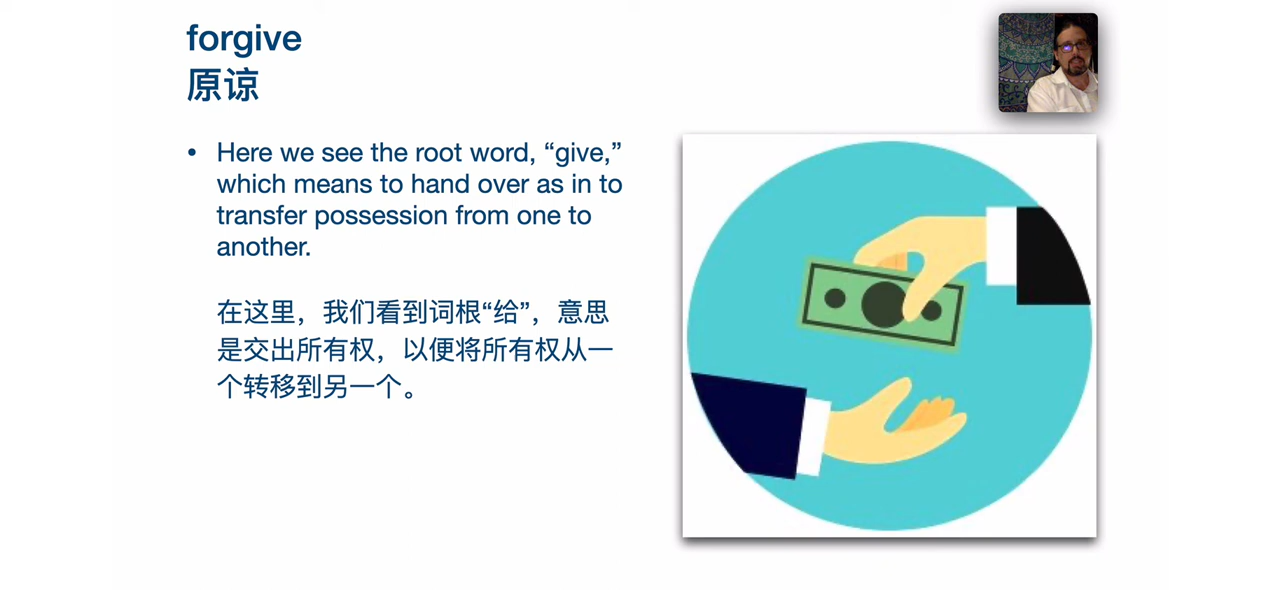 forgive
原谅
• Here we see the root word, “give,”
which means to hand over as in to
transfer possession from one to
another.
在这里，我们看到词根“给”，意思
是交出所有权，以便将所有权从一
个转移到另一个。